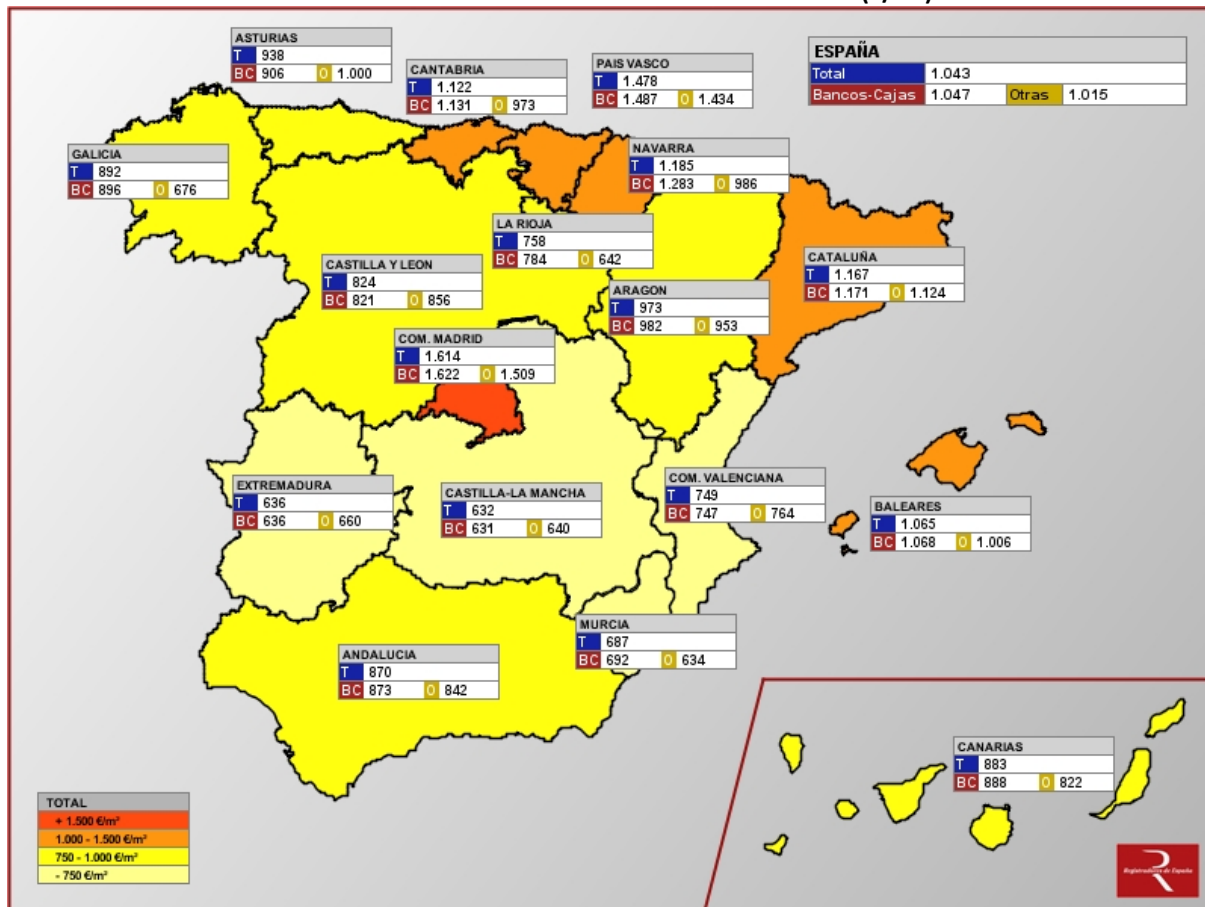 ASTURIAS
T 938
BC 906 O 1.000
CANTABRIA
T 1.122
BC 1.131 O 973
PAIS VASCO
T 1.478
BC 1.487 O 1.434
ESPAÑA
Total 1.043
Bancos-Cajas 1.047 Otras 1.015
GALICIA
T 892
BC 896 O 676
NAVARRA
T 1.185
BC 1.283 O 986
LA RIOJA
T 758
BC 784 O 642
CASTILLA Y LEON
T 824
BC 821 O 856
ARAGON
T 973
BC 982 O 953
CATALUÑA
T 1.167
BC 1.171 O 1.124
COM. MADRID
T 1.614
BC 1.622 O 1.509
EXTREMADURA
T 636
BC 636 O 660
CASTILLA-LA MANCHA
T 632
BC 631 O 640
COM. VALENCIANA
T 749
BC 747 O 764
BALEARES
T 1.065
BC 1.068 O 1.006
MURCIA
T 687
BC 692 O 634
ANDALUCIA
T 870
BC 873 O 842
CANARIAS
T 883
BC 888 O 822
TOTAL
+ 1.500 €/m²
1.000 - 1.500 €/m²
750 - 1.000 €/m²
- 750 €/m²
R
Registradores de España